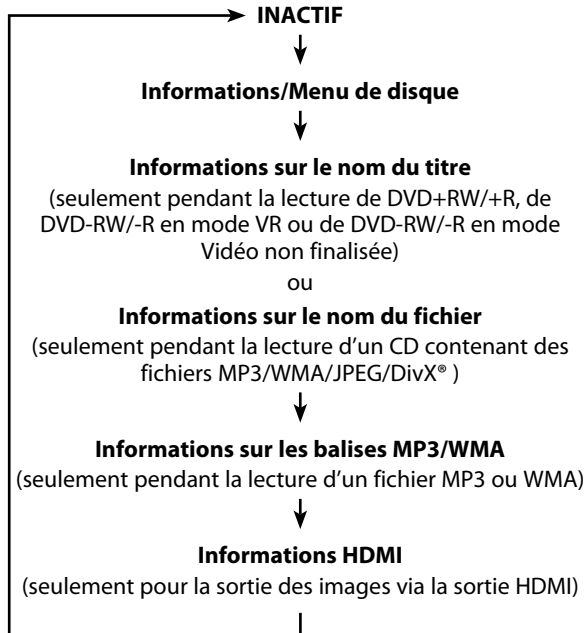 INACTIF
Informations/Menu de disque
Informations sur le nom du titre
(seulement pendant la lecture de DVD+RW/+R, de
DVD-RW/-R en mode VR ou de DVD-RW/-R en mode
Vidéo non finalisée)
ou
Informations sur le nom du fichier
(seulement pendant la lecture d’un CD contenant des
fichiers MP3/WMA/JPEG/DivX® )
Informations sur les balises MP3/WMA
(seulement pendant la lecture d’un fichier MP3 ou WMA)
Informations HDMI
(seulement pour la sortie des images via la sortie HDMI)